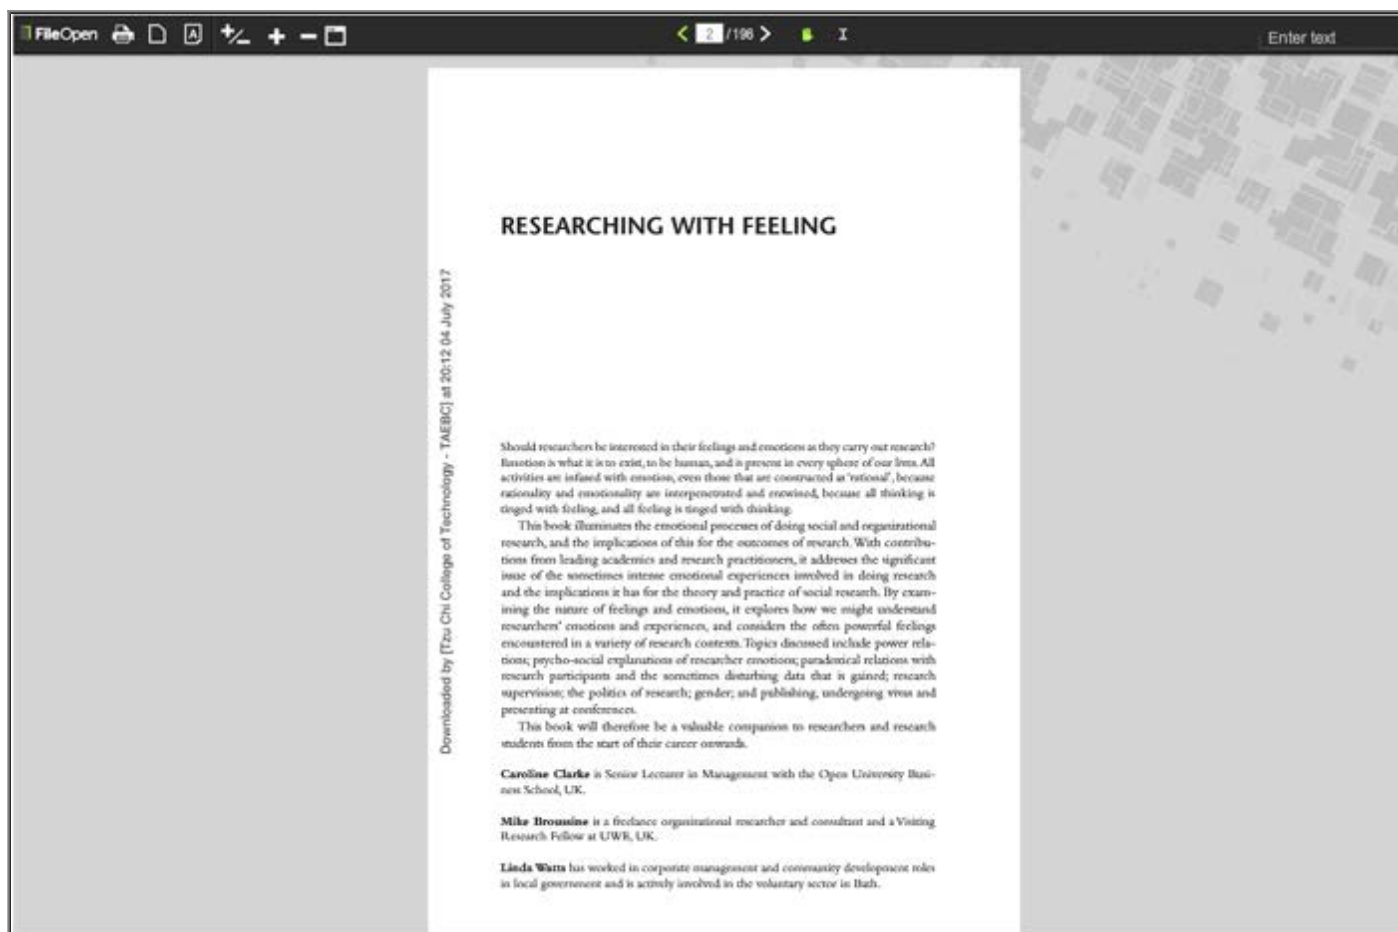 FileOpen
2 /196
Enter text
RESEARCHING WITH FEELING
Downloaded by [Tzu Chi College of Technology - TAEBC] at 20:12 04 July 2017
Should researchers be interested in their feelings and emotions as they carry out research?
Emotion is what it is to exist, to be human, and is present in every sphere of our lives. All
activities are infused with emotion, even those that are constructed as ‘rational’, because
rationality and emotionality are interpenetrated and entwined, because all thinking is
tinged with feeling, and all feeling is tinged with thinking.
This book illuminates the emotional processes of doing social and organizational
research, and the implications of this for the outcomes of research. With contribu-
tions from leading academics and research practitioners, it addresses the significant
issue of the sometimes intense emotional experiences involved in doing research
and the implications it has for the theory and practice of social research. By exam-
ining the nature of feelings and emotions, it explores how we might understand
researchers’ emotions and experiences, and considers the often powerful feelings
encountered in a variety of research contexts. Topics discussed include power rela-
tions; psycho-social explanations of researcher emotions; paradoxical relations with
research participants and the sometimes disturbing data that is gained; research
supervision; the politics of research; gender; and publishing, undergoing vivas and
presenting at conferences.
This book will therefore be a valuable companion to researchers and research
students from the start of their career onwards.
Caroline Clarke is Senior Lecturer in Management with the Open University Busi-
ness School, UK.
Mike Broussine is a freelance organizational researcher and consultant and a Visiting
Research Fellow at UWE, UK.
Linda Watts has worked in corporate management and community development roles
in local government and is actively involved in the voluntary sector in Bath.